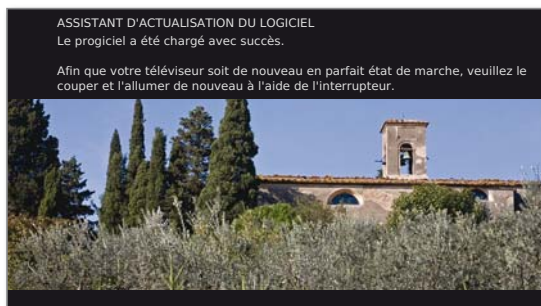 ASSISTANT D'ACTUALISATION DU LOGICIEL
Le progiciel a été chargé avec succès.
Afin que votre téléviseur soit de nouveau en parfait état de marche, veuillez le
couper et l'allumer de nouveau à l'aide de l'interrupteur.